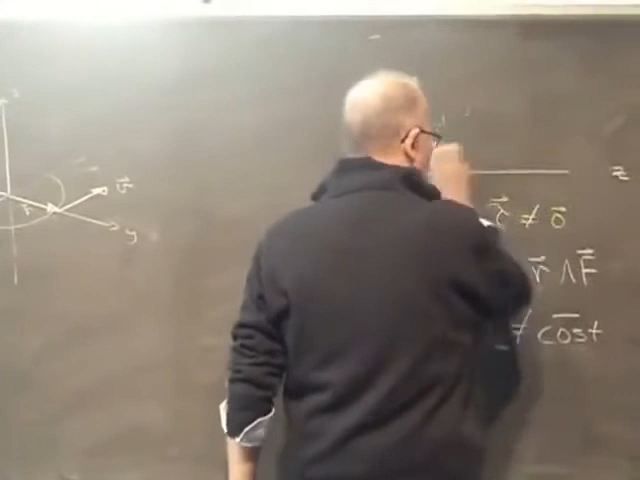 z
v⃗
r
y
z
τ⃗ ≠ 0⃗
r⃗ ∧ F⃗
≠ cost